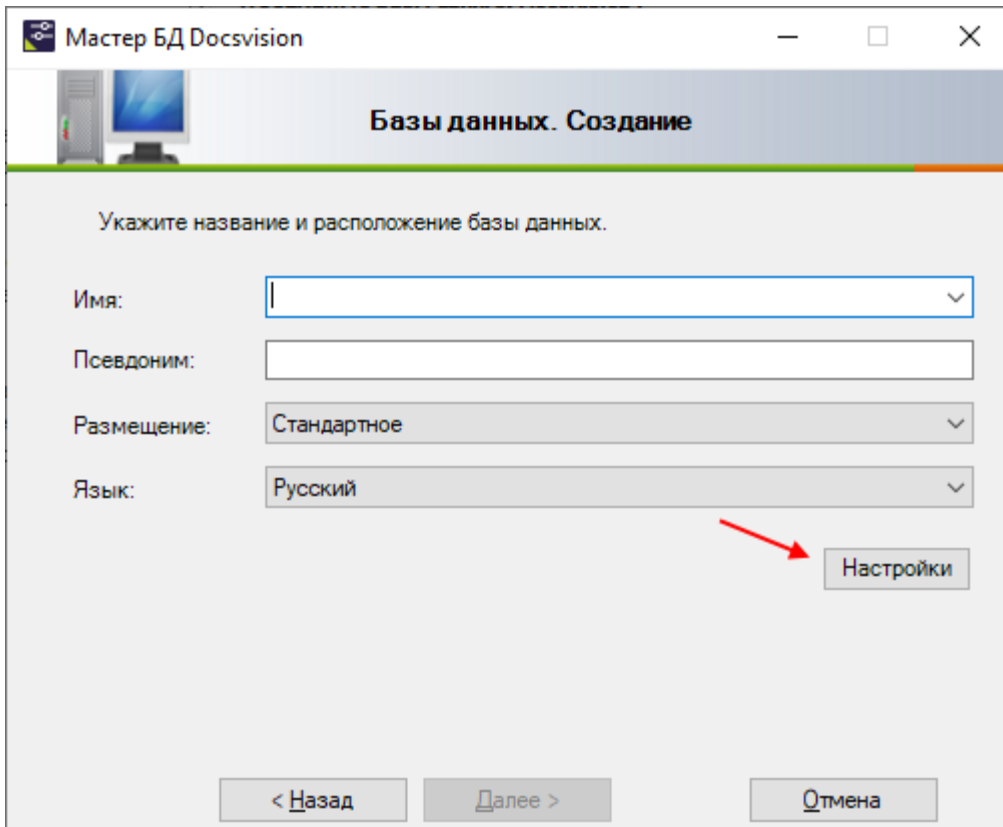 Мастер БД Docsvision
Базы данных. Создание
Укажите название и расположение базы данных.
Имя:
Псевдоним:
Размещение: Стандартное
Язык: Русский
Настройки
< Назад Далее > Отмена